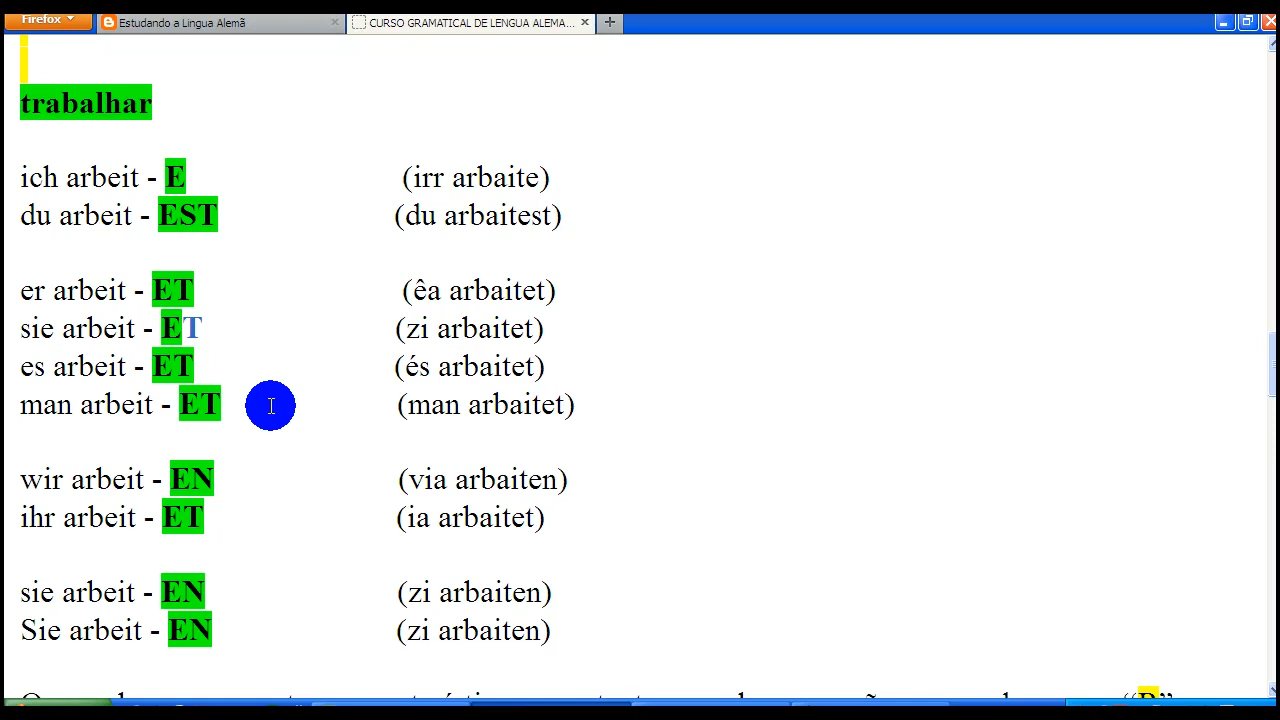 Firefox
Estudando a Lingua Alemã
CURSO GRAMATICAL DE LENGUA ALEMA...
trabalhar
ich arbeit - E (irr arbaite)
du arbeit - EST (du arbaitest)
er arbeit - ET (êa arbaitet)
sie arbeit - ET (zi arbaitet)
es arbeit - ET (és arbaitet)
man arbeit - ET (man arbaitet)
wir arbeit - EN (via arbaiten)
ihr arbeit - ET (ia arbaitet)
sie arbeit - EN (zi arbaiten)
Sie arbeit - EN (zi arbaiten)